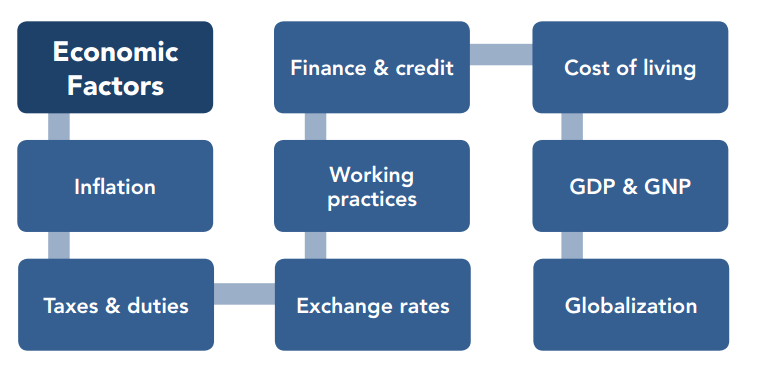 Economic
Factors
Inflation
Taxes & duties
Exchange rates
Working
practices
Finance & credit
Cost of living
GDP & GNP
Globalization